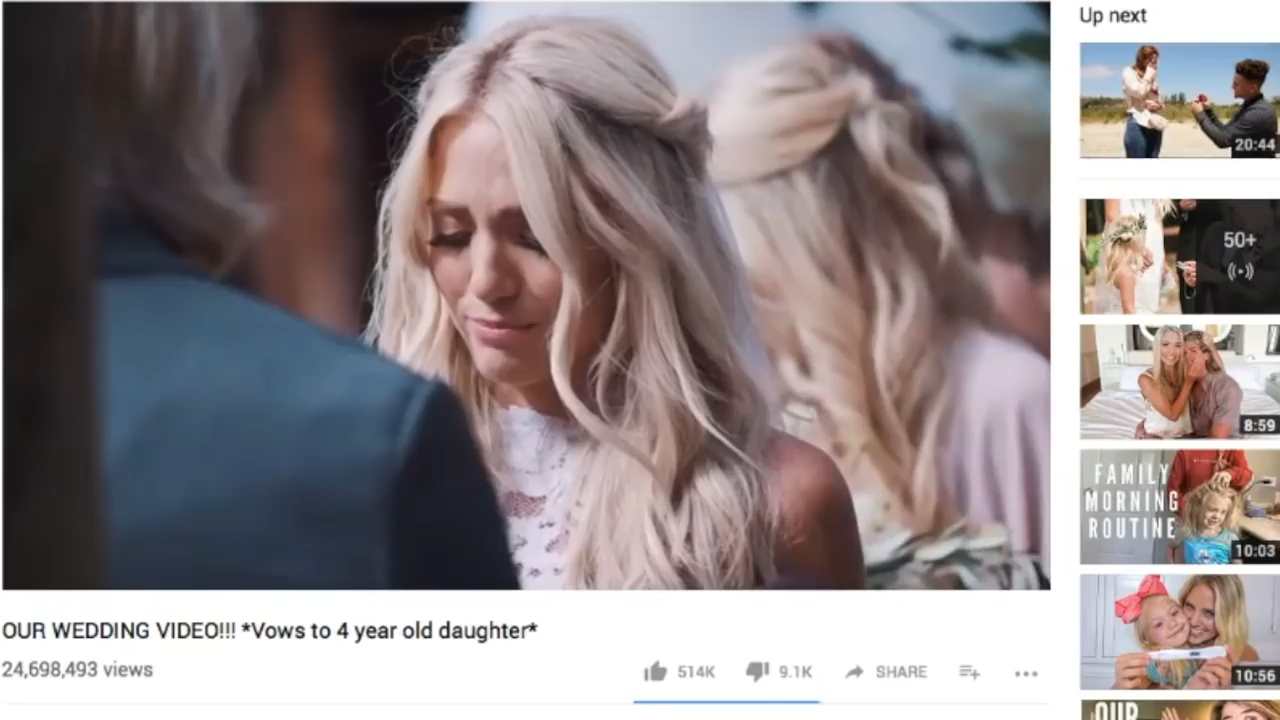 Up next
20:44
50+
8:59
FAMILY
MORNING
ROUTINE
10:03
10:56
OUR
OUR WEDDING VIDEO!!! *Vows to 4 year old daughter*
24,698,493 views
514K
9.1K
SHARE